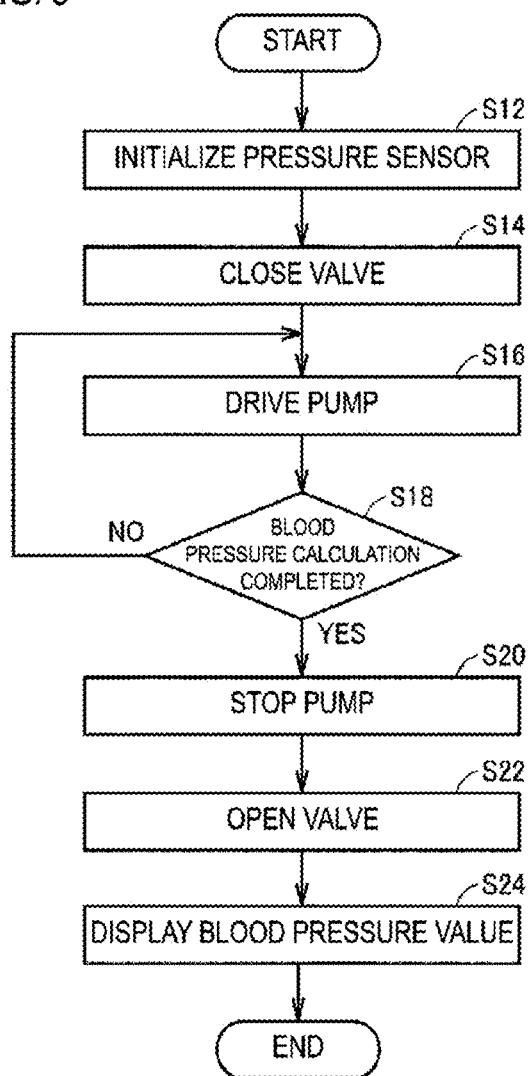 START
S12
INITIALIZE PRESSURE SENSOR
S14
CLOSE VALVE
S16
DRIVE PUMP
S18
BLOOD
PRESSURE CALCULATION
COMPLETED?
NO
YES
S20
STOP PUMP
S22
OPEN VALVE
S24
DISPLAY BLOOD PRESSURE VALUE
END